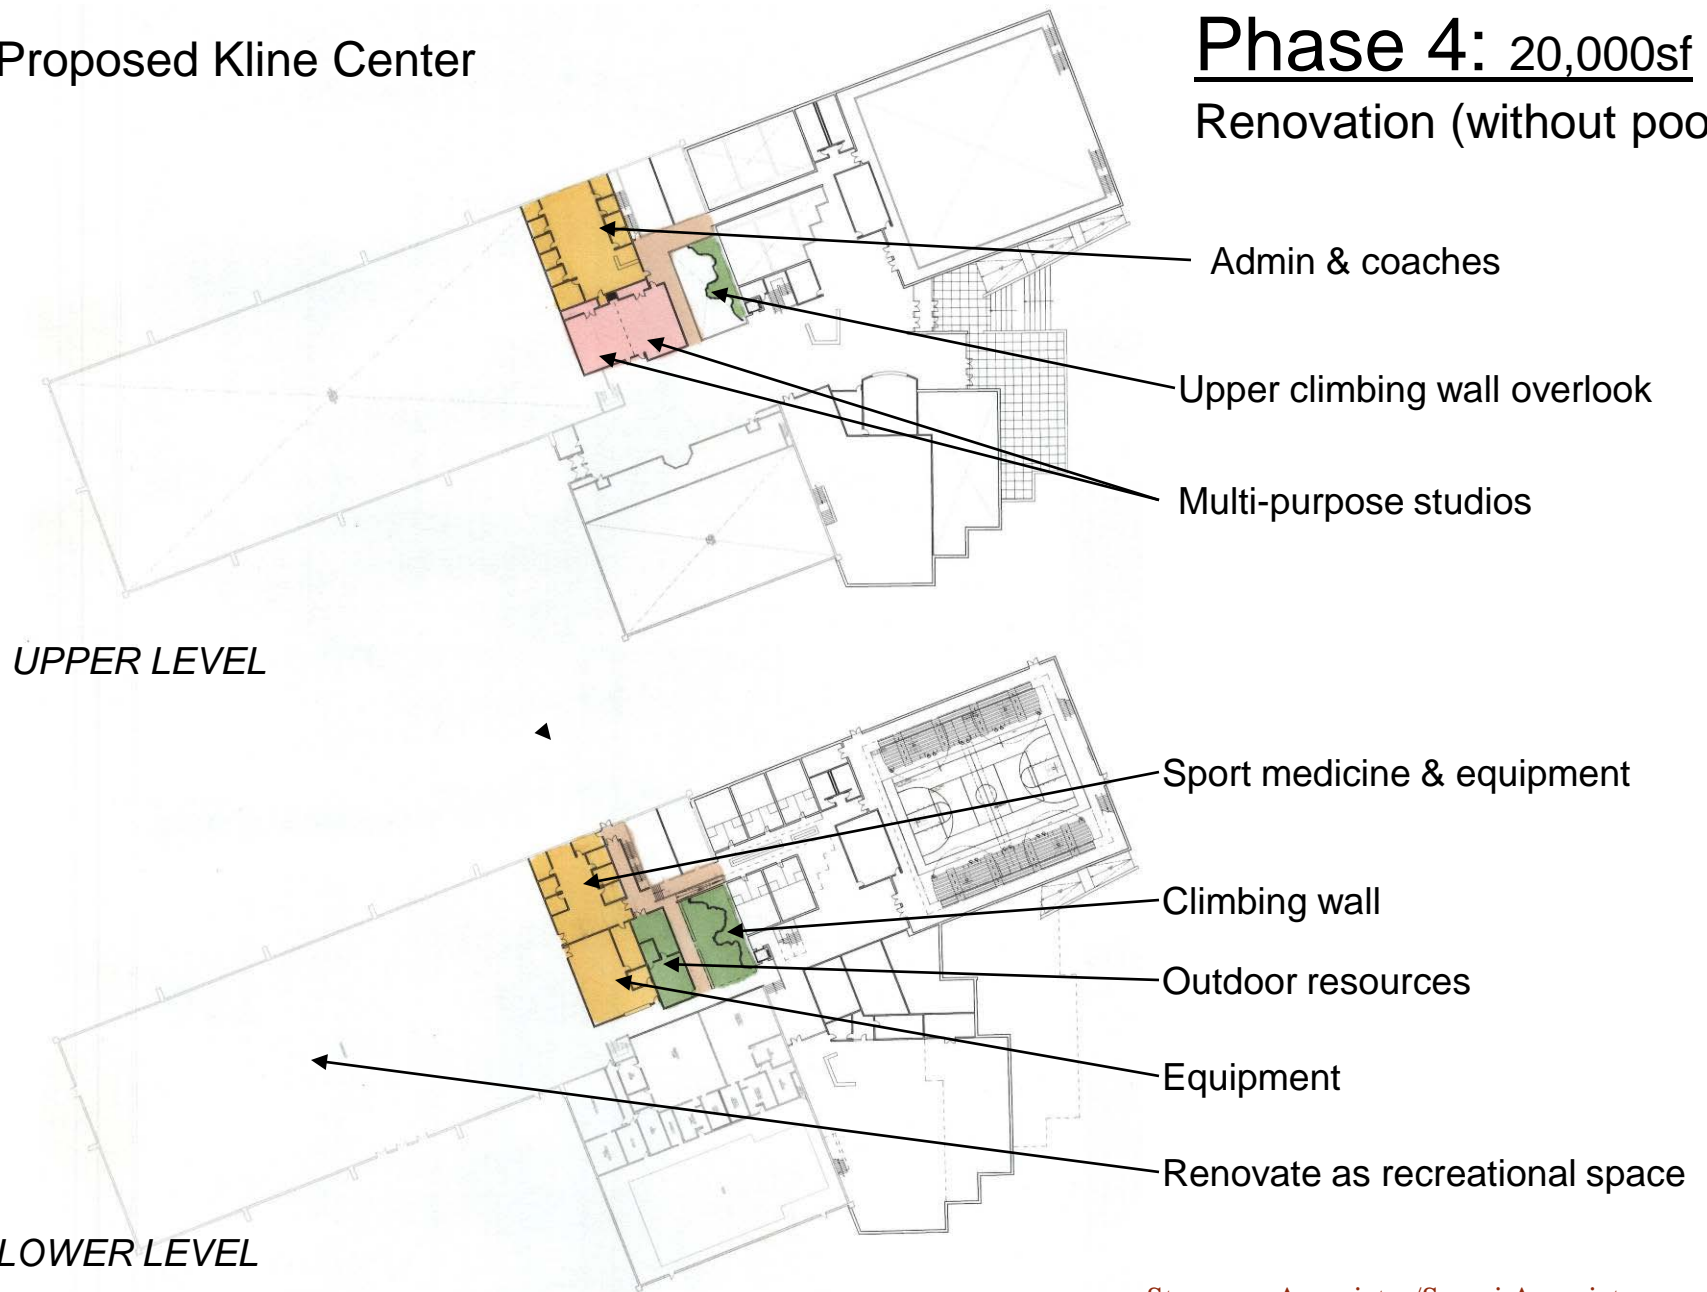 Proposed Kline Center
Phase 4: 20,000sf
Renovation (without poo
Admin & coaches
Upper climbing wall overlook
Multi-purpose studios
UPPER LEVEL
Sport medicine & equipment
Climbing wall
Outdoor resources
Equipment
Renovate as recreational space
LOWER LEVEL